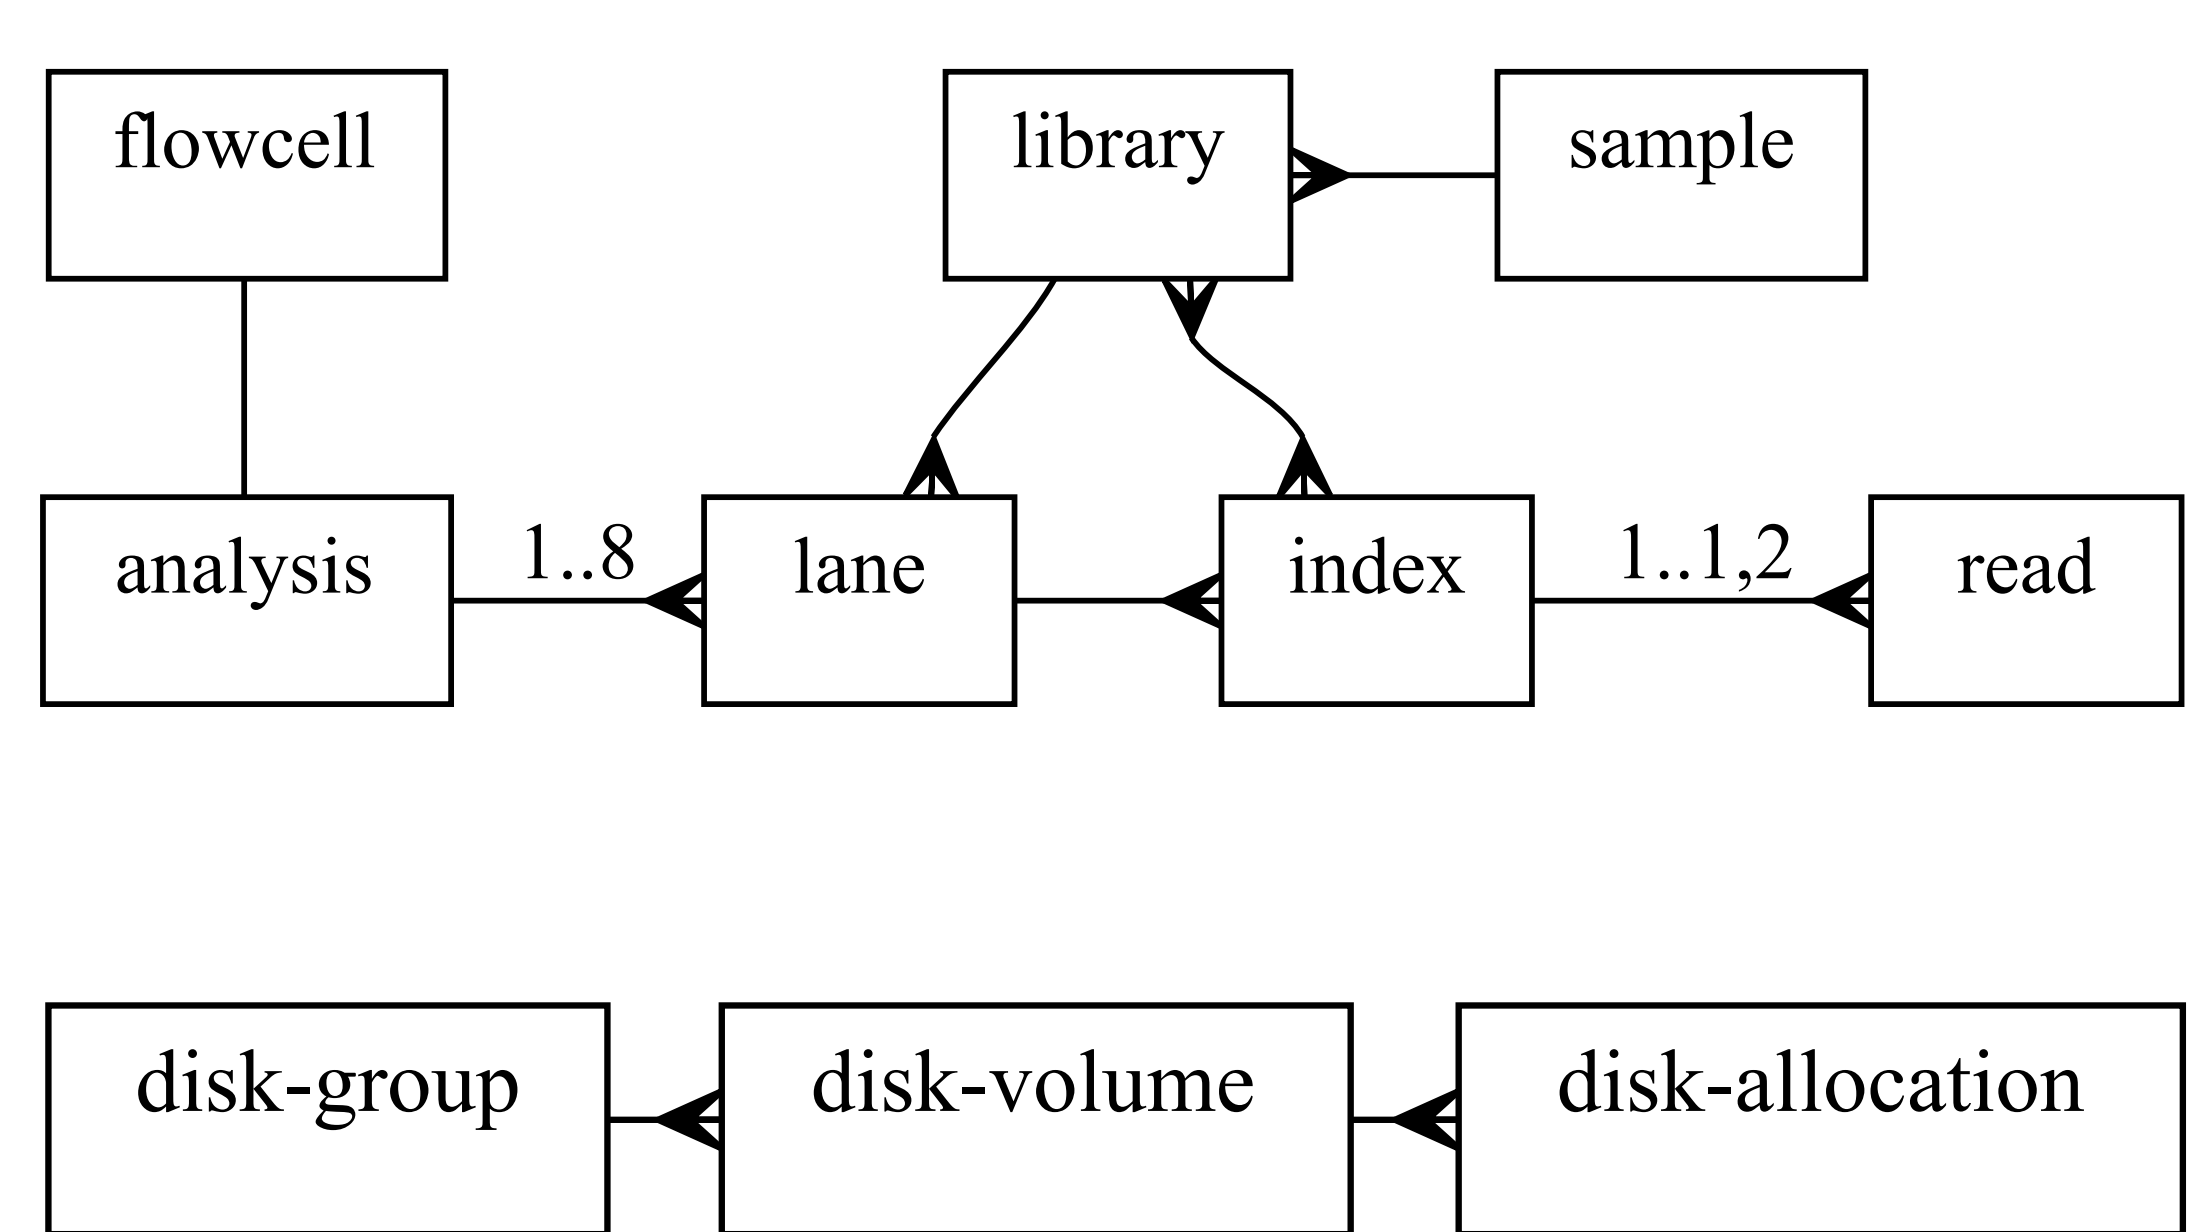 flowcell
library
sample
analysis
1..8
lane
index
1..1,2
read
disk-group
disk-volume
disk-allocation